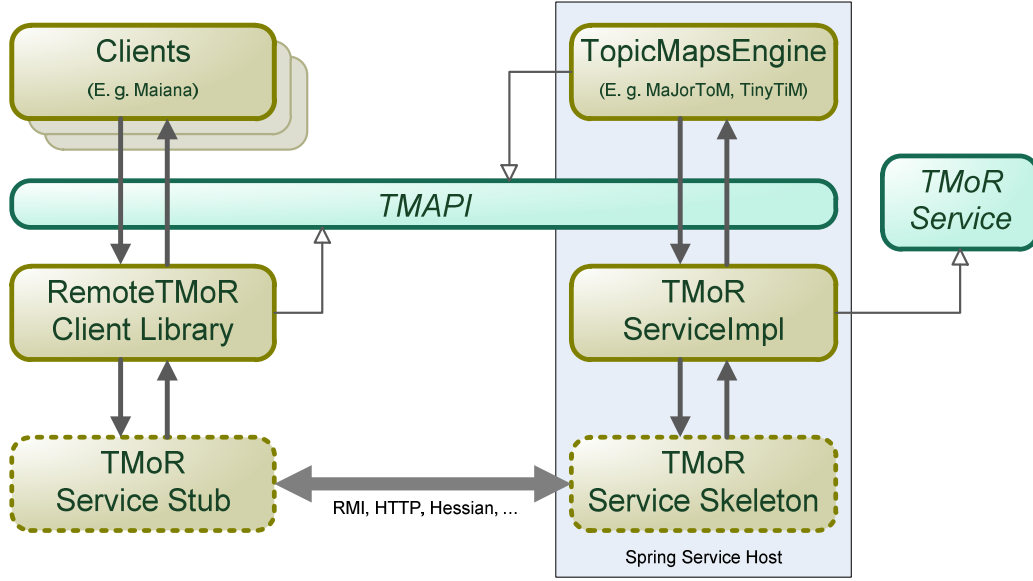 Clients
(E. g. Maiana)
TopicMapsEngine
(E. g. MaJorToM, TinyTiM)
TMAPI
TMoR
Service
RemoteTMoR
Client Library
TMoR
ServiceImpl
TMoR
Service Stub
RMI, HTTP, Hessian, ...
TMoR
Service Skeleton
Spring Service Host